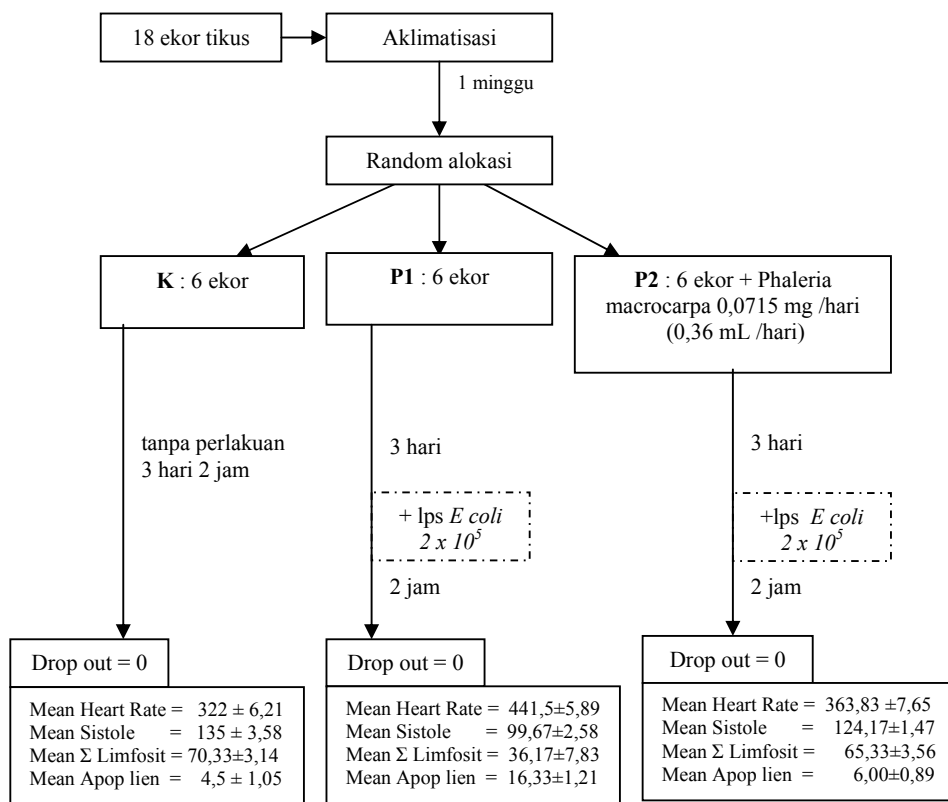 18 ekor tikus
Aklimatisasi
1 minggu
Random alokasi
K : 6 ekor
P1 : 6 ekor
P2 : 6 ekor + Phaleria
macrocarpa 0,0715 mg /hari
(0,36 mL /hari)
tanpa perlakuan
3 hari 2 jam
3 hari
+ lps E coli
2 x 10⁵
2 jam
3 hari
+lps E coli
2 x 10⁵
2 jam
Drop out = 0
Mean Heart Rate = 322 ± 6,21
Mean Sistole = 135 ± 3,58
Mean Σ Limfosit = 70,33±3,14
Mean Apop lien = 4,5 ± 1,05
Drop out = 0
Mean Heart Rate = 441,5±5,89
Mean Sistole = 99,67±2,58
Mean Σ Limfosit = 36,17±7,83
Mean Apop lien = 16,33±1,21
Drop out = 0
Mean Heart Rate = 363,83 ±7,65
Mean Sistole = 124,17±1,47
Mean Σ Limfosit = 65,33±3,56
Mean Apop lien = 6,00±0,89